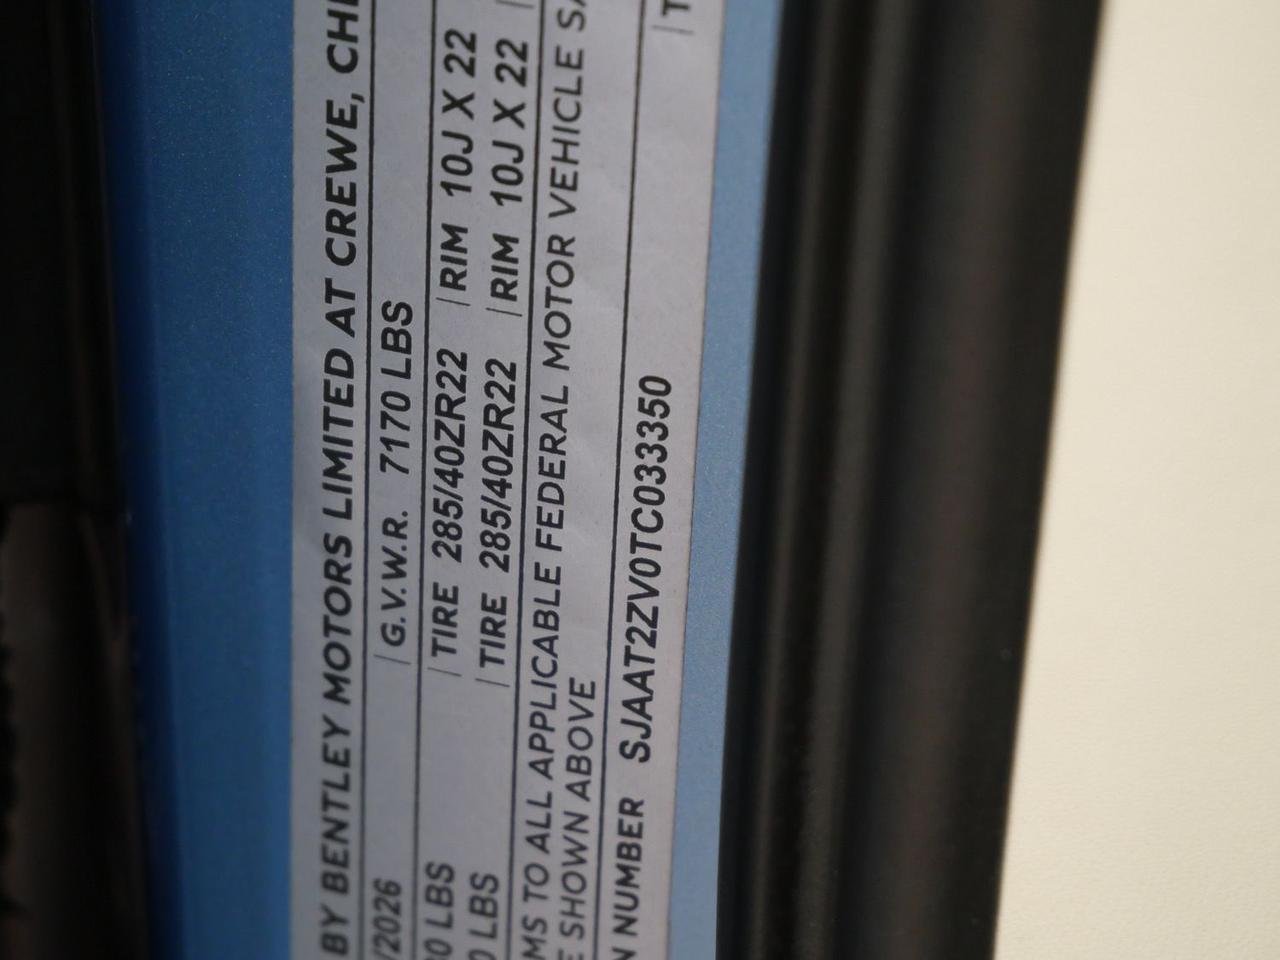 BY BENTLEY MOTORS LIMITED AT CREWE, CH
/2026 G.V.W.R. 7170 LBS
0 LBS TIRE 285/40ZR22 RIM 10J X 22
0 LBS TIRE 285/40ZR22 RIM 10J X 22
MS TO ALL APPLICABLE FEDERAL MOTOR VEHICLE SA
E SHOWN ABOVE
N NUMBER SJAAT2ZV0TC033350 T